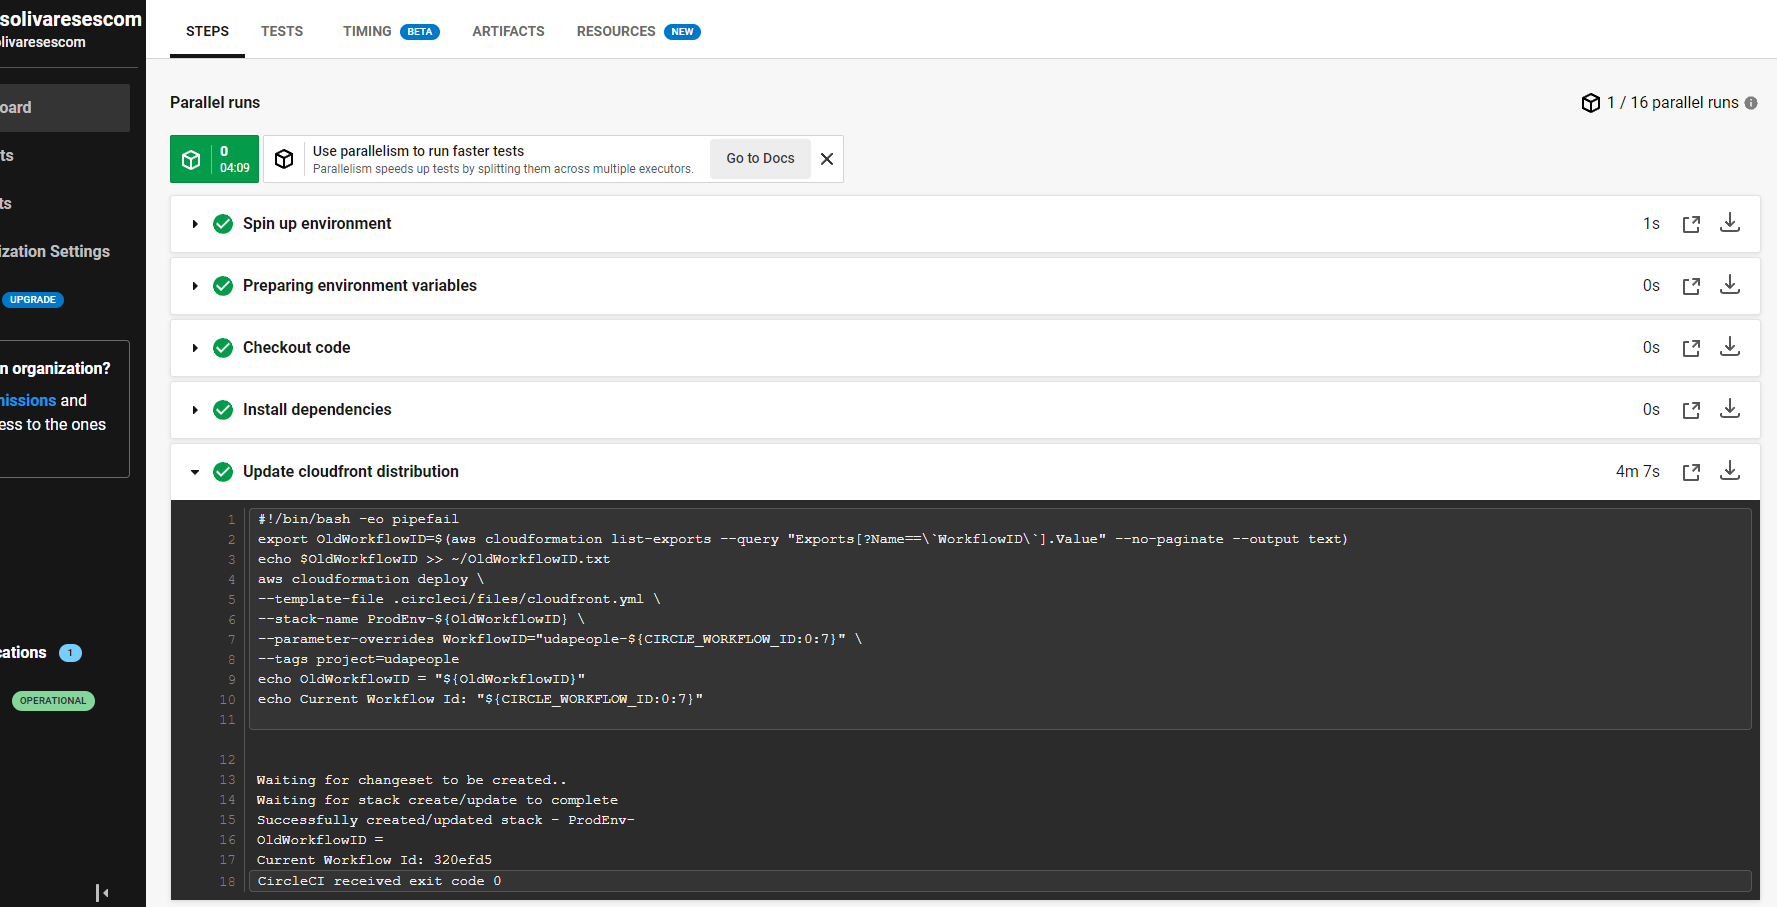 solivaresescom
olivaresescom
oard
ts
ts
ization Settings
UPGRADE
n organization?
nissions and
ess to the ones
cations 1
OPERATIONAL
STEPS TESTS TIMING BETA ARTIFACTS RESOURCES NEW
Parallel runs
1 / 16 parallel runs
0
04:09
Use parallelism to run faster tests
Parallelism speeds up tests by splitting them across multiple executors.
Go to Docs
Spin up environment 1s
Preparing environment variables 0s
Checkout code 0s
Install dependencies 0s
Update cloudfront distribution 4m 7s
1 #!/bin/bash -eo pipefail
2 export OldWorkflowID=$(aws cloudformation list-exports --query "Exports[?Name==\`WorkflowID\`].Value" --no-paginate --output text)
3 echo $OldWorkflowID >> ~/OldWorkflowID.txt
4 aws cloudformation deploy \
5 --template-file .circleci/files/cloudfront.yml \
6 --stack-name ProdEnv-${OldWorkflowID} \
7 --parameter-overrides WorkflowID="udapeople-${CIRCLE_WORKFLOW_ID:0:7}" \
8 --tags project=udapeople
9 echo OldWorkflowID = "${OldWorkflowID}"
10 echo Current Workflow Id: "${CIRCLE_WORKFLOW_ID:0:7}"
11
12
13 Waiting for changeset to be created..
14 Waiting for stack create/update to complete
15 Successfully created/updated stack - ProdEnv-
16 OldWorkflowID =
17 Current Workflow Id: 320efd5
18 CircleCI received exit code 0